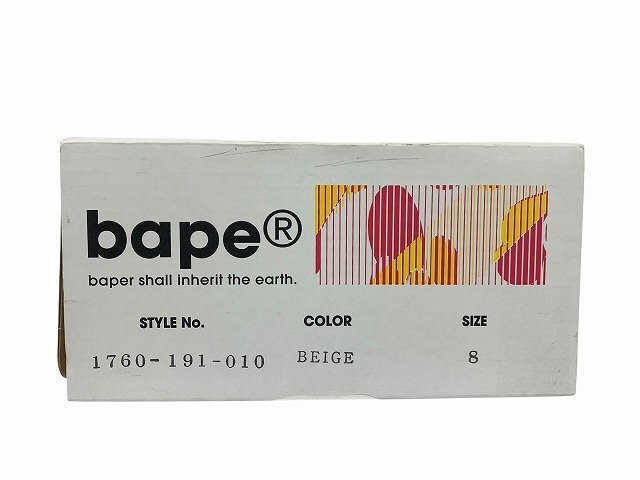 bape®
baper shall inherit the earth.
STYLE No. COLOR SIZE
1760-191-010 BEIGE 8